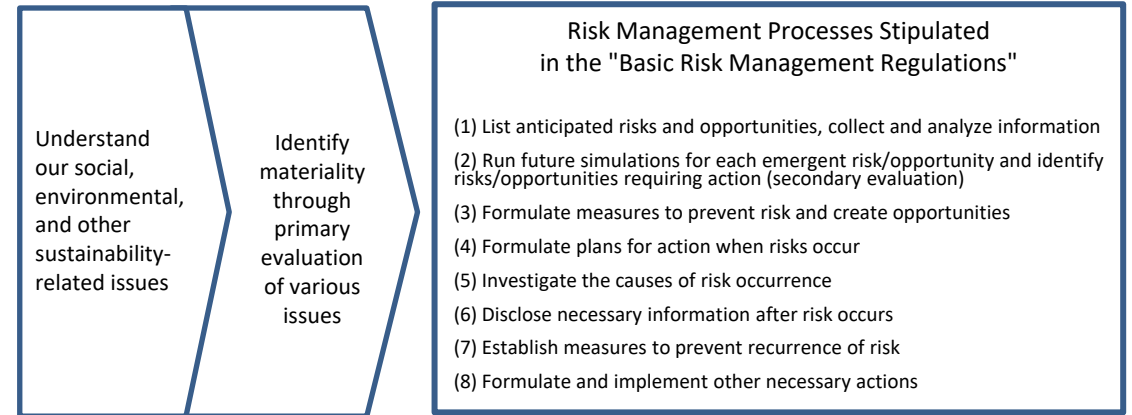 Understand
our social,
environmental,
and other
sustainability-
related issues
Identify
materiality
through
primary
evaluation
of various
issues
Risk Management Processes Stipulated
in the "Basic Risk Management Regulations"
(1) List anticipated risks and opportunities, collect and analyze information
(2) Run future simulations for each emergent risk/opportunity and identify
risks/opportunities requiring action (secondary evaluation)
(3) Formulate measures to prevent risk and create opportunities
(4) Formulate plans for action when risks occur
(5) Investigate the causes of risk occurrence
(6) Disclose necessary information after risk occurs
(7) Establish measures to prevent recurrence of risk
(8) Formulate and implement other necessary actions